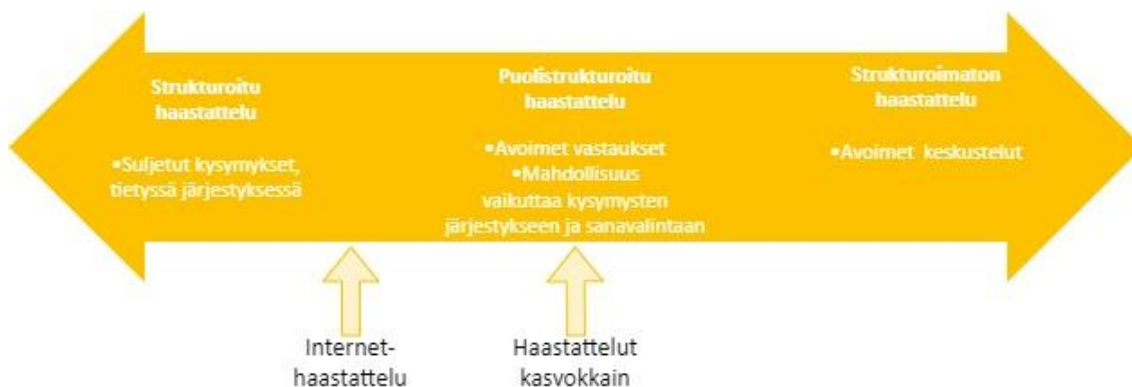 Strukturoitu
haastattelu
•Suljetut kysymykset,
tietyssä järjestyksessä
Puolistrukturoitu
haastattelu
•Avoimet vastaukset
•Mahdollisuus
vaikuttaa kysymysten
järjestykseen ja sanavalintaan
Strukturoimaton
haastattelu
•Avoimet keskustelut
Internet-
haastattelu
Haastattelut
kasvokkain